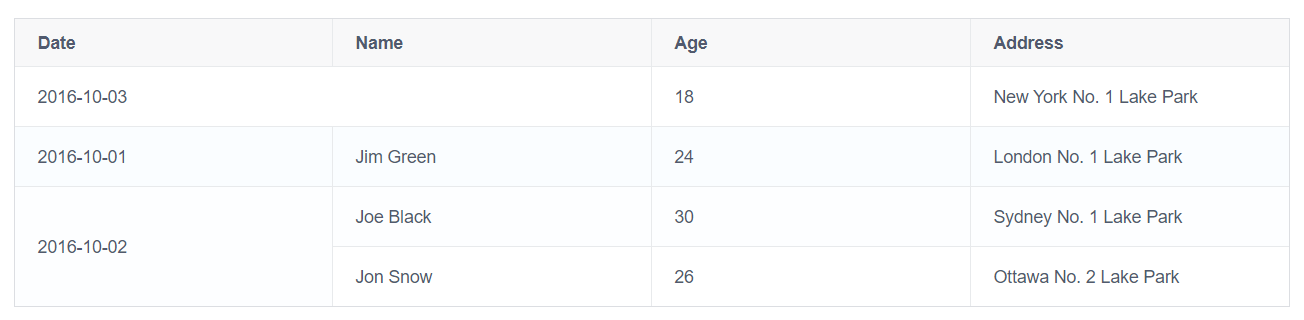 Date Name Age Address
2016-10-03 18 New York No. 1 Lake Park
2016-10-01 Jim Green 24 London No. 1 Lake Park
2016-10-02 Joe Black 30 Sydney No. 1 Lake Park
Jon Snow 26 Ottawa No. 2 Lake Park